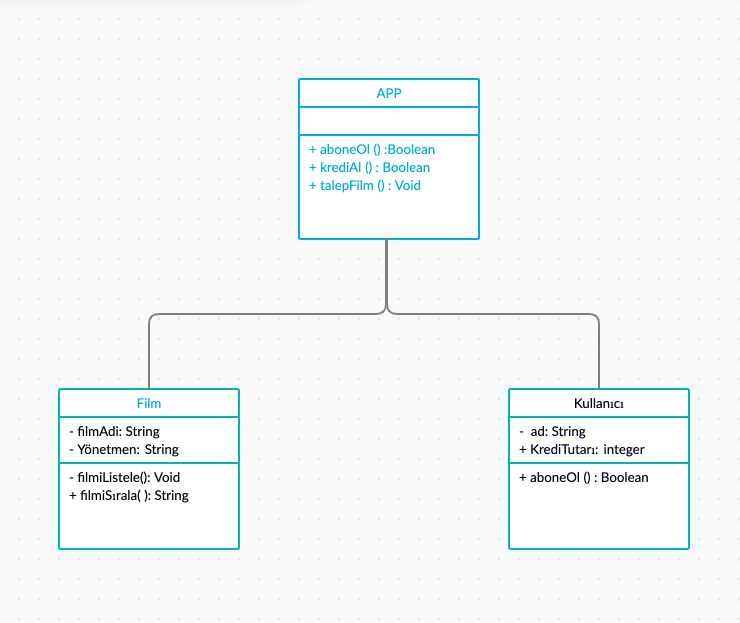 APP
+ aboneOl () :Boolean
+ krediAl () : Boolean
+ talepFilm () : Void
Film
- filmAdi: String
- Yönetmen: String
- filmiListele(): Void
+ filmiSırala( ): String
Kullanıcı
- ad: String
+ KrediTutarı: integer
+ aboneOl () : Boolean